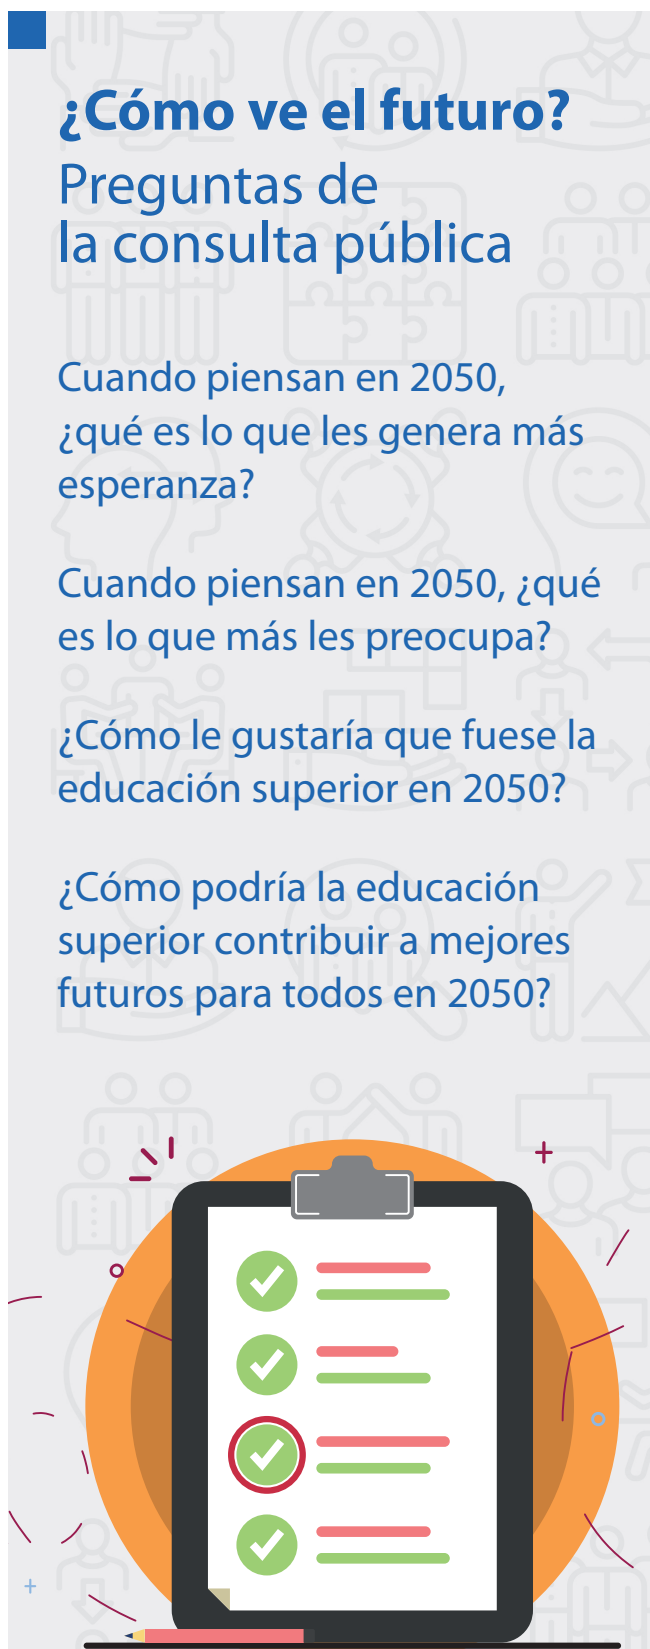 ¿Cómo ve el futuro?
Preguntas de
la consulta pública
Cuando piensan en 2050,
¿qué es lo que les genera más
esperanza?
Cuando piensan en 2050, ¿qué
es lo que más les preocupa?
¿Cómo le gustaría que fuese la
educación superior en 2050?
¿Cómo podría la educación
superior contribuir a mejores
futuros para todos en 2050?